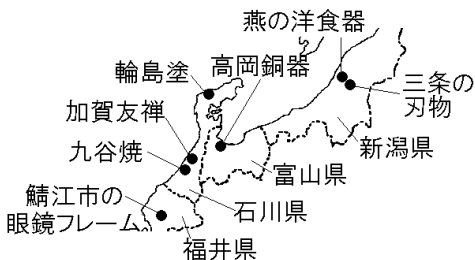 燕の洋食器
輪島塗
高岡銅器
三条の
刃物
加賀友禅
九谷焼
新潟県
富山県
鯖江市の
眼鏡フレーム
石川県
福井県